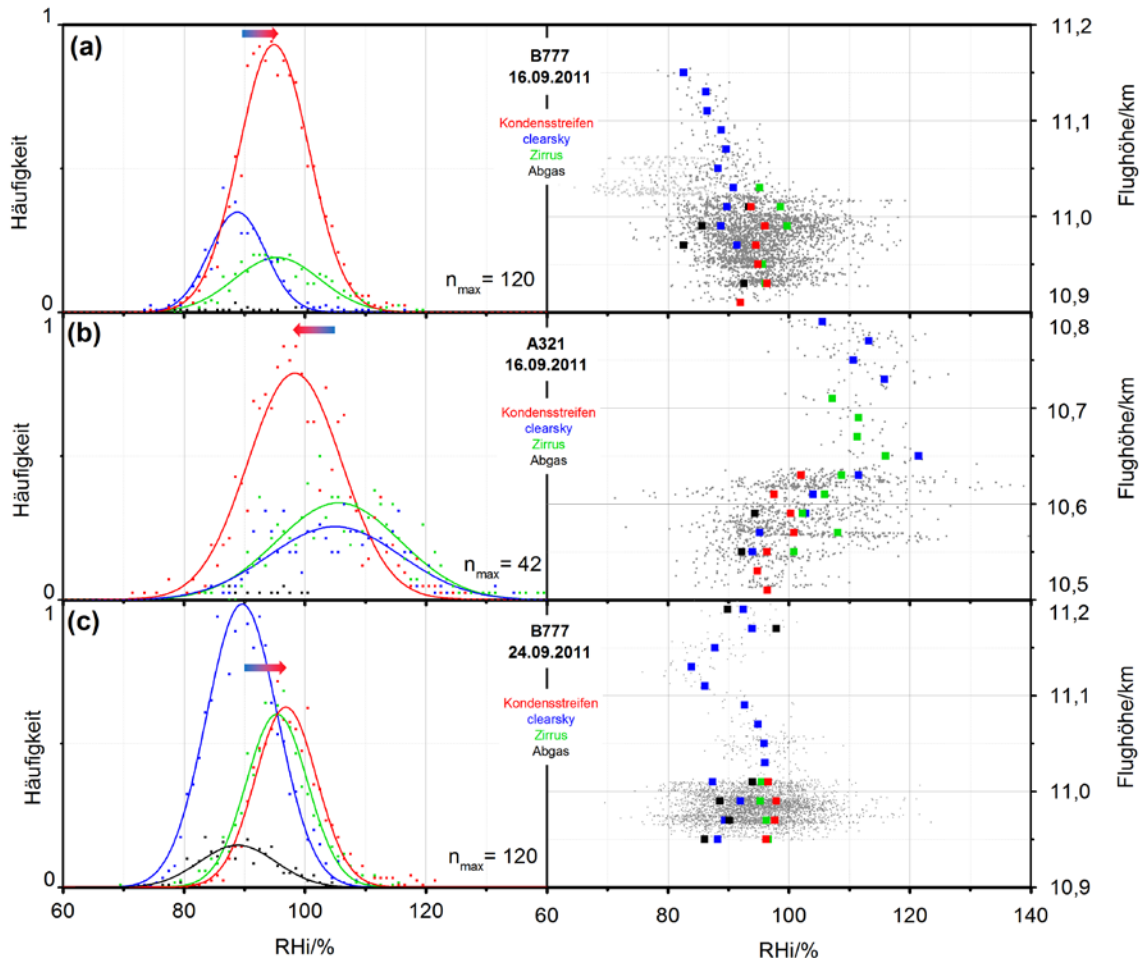 1
(a)
Häufigkeit
0
n_max = 120
B777
16.09.2011
Kondensstreifen
clearsky
Zirrus
Abgas
11,2
11,1
11,0
10,9
Flughöhe/km
1
(b)
Häufigkeit
0
n_max = 42
A321
16.09.2011
Kondensstreifen
clearsky
Zirrus
Abgas
10,8
10,7
10,6
10,5
Flughöhe/km
1
(c)
Häufigkeit
0
n_max = 120
B777
24.09.2011
Kondensstreifen
clearsky
Zirrus
Abgas
11,2
11,1
11,0
10,9
Flughöhe/km
60 80 100 120 60 80 100 120 140
RHi/% RHi/%